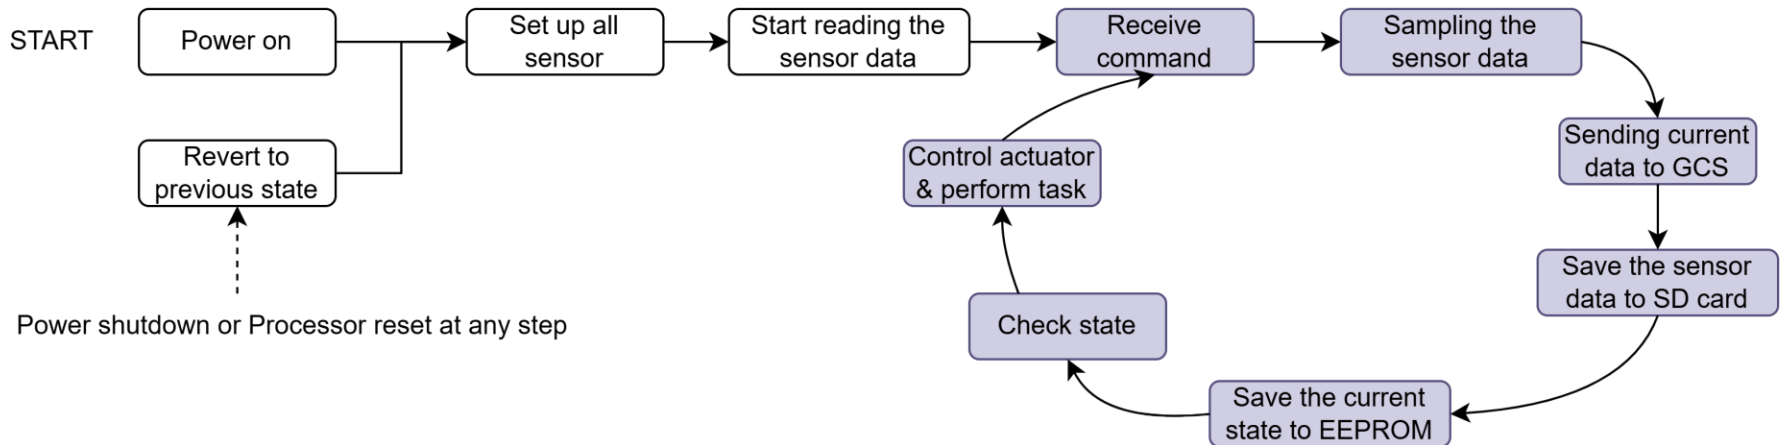 START
Power on
Set up all
sensor
Start reading the
sensor data
Receive
command
Sampling the
sensor data
Sending current
data to GCS
Save the sensor
data to SD card
Save the current
state to EEPROM
Check state
Control actuator
& perform task
Revert to
previous state
Power shutdown or Processor reset at any step